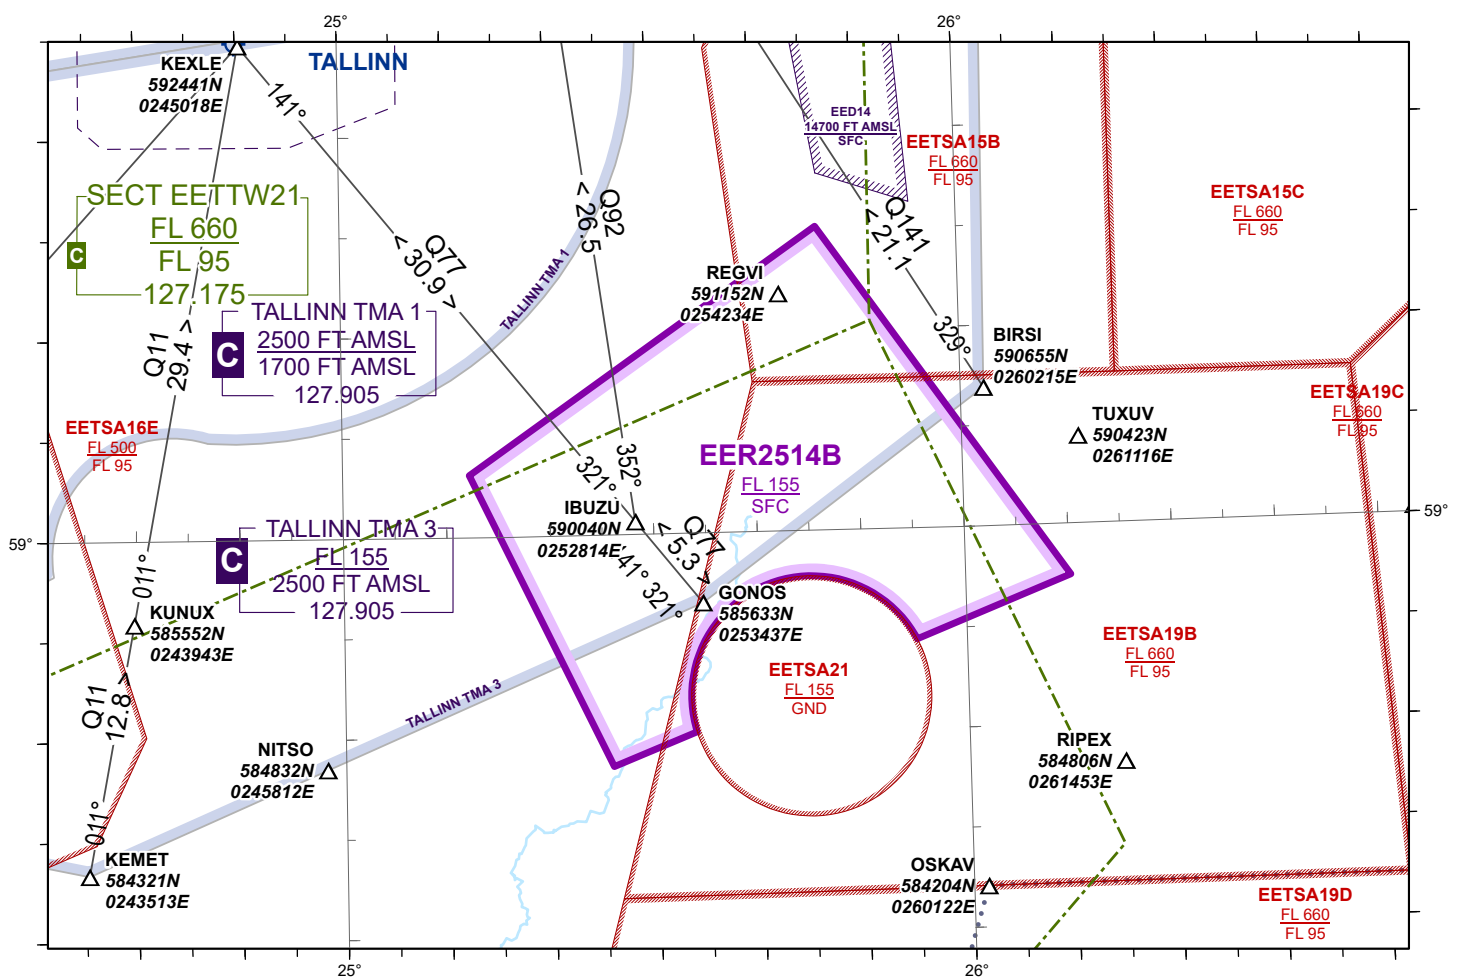 25°
26°
KEXLE
592441N
0245018E
TALLINN
141°
EED14
14700 FT AMSL
SFC
EETSA15B
FL 660
FL 95
EETSA15C
FL 660
FL 95
SECT EETTW21
FL 660
FL 95
127.175
C
Q92
< 26.5
Q141
< 21.1
Q77
< 30.9 >
TALLINN TMA 1
REGVI
591152N
0254234E
TALLINN TMA 1
2500 FT AMSL
1700 FT AMSL
127.905
C
Q11
29.4 >
329°
BIRSI
590655N
0260215E
EETSA19C
FL 660
FL 95
TUXUV
590423N
0261116E
EETSA16E
FL 500
FL 95
EER2514B
FL 155
SFC
352°
321°
IBUZU
590040N
0252814E
Q77
< 5.3 >
141°
321°
59°
59°
TALLINN TMA 3
FL 155
2500 FT AMSL
127.905
C
011°
KUNUX
585552N
0243943E
GONOS
585633N
0253437E
EETSA19B
FL 660
FL 95
EETSA21
FL 155
GND
Q11
12.8 >
TALLINN TMA 3
NITSO
584832N
0245812E
RIPEX
584806N
0261453E
011°
KEMET
584321N
0243513E
OSKAV
584204N
0260122E
EETSA19D
FL 660
FL 95
25°
26°